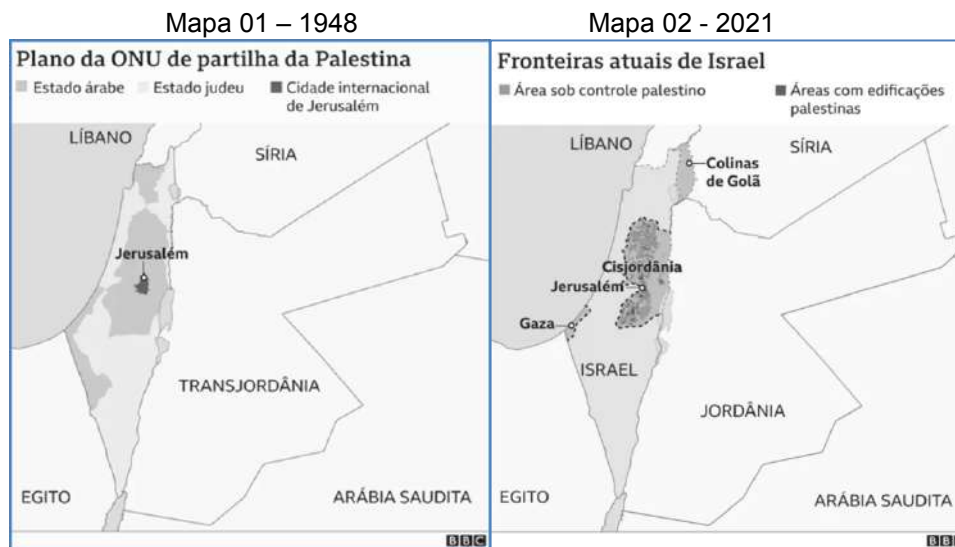 Mapa 01 – 1948
Plano da ONU de partilha da Palestina
Estado árabe
Estado judeu
Cidade internacional
de Jerusalém
LÍBANO
SÍRIA
Jerusalém
TRANSJORDÂNIA
EGITO
ARÁBIA SAUDITA
BBC
Mapa 02 - 2021
Fronteiras atuais de Israel
Área sob controle palestino
Áreas com edificações
palestinas
LÍBANO
SÍRIA
Colinas
de Golã
Cisjordânia
Jerusalém
Gaza
ISRAEL
JORDÂNIA
EGITO
ARÁBIA SAUDITA
BB